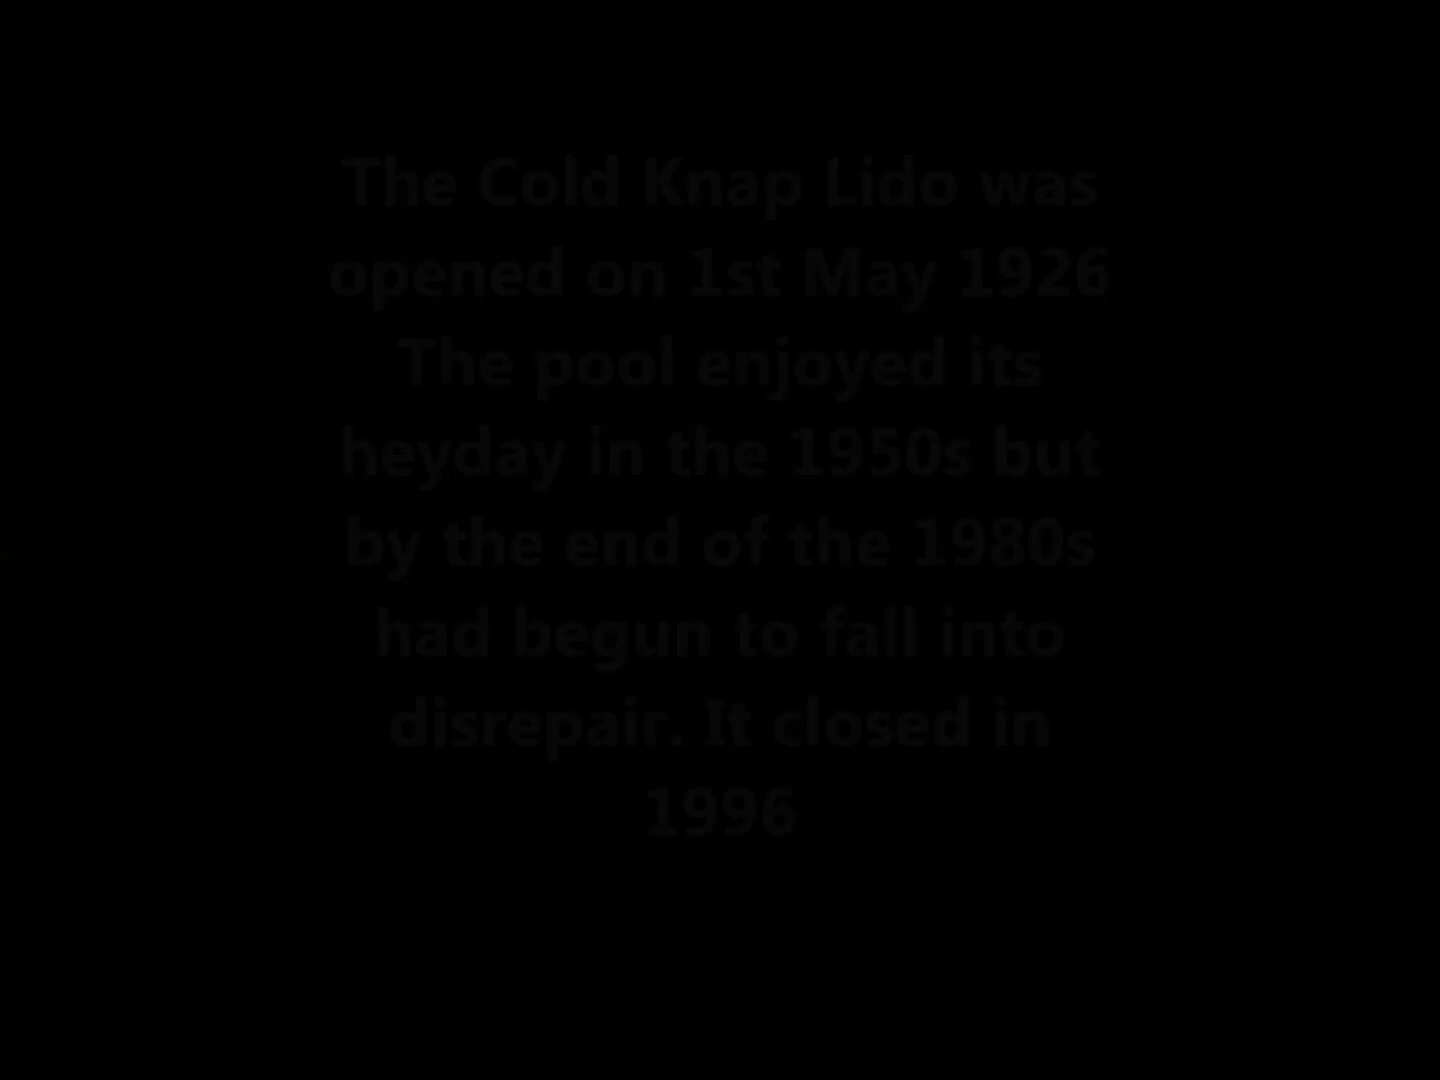 The Cold Knap Lido was
opened on 1st May 1926
The pool enjoyed its
heyday in the 1950s but
by the end of the 1980s
had begun to fall into
disrepair. It closed in
1996